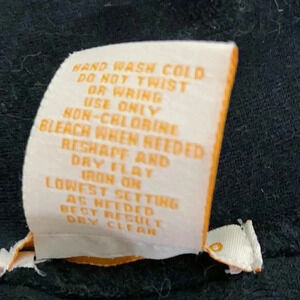 HAND WASH COLD
DO NOT TWIST
OR WRING
USE ONLY
NON-CHLORINE
BLEACH WHEN NEEDED
RESHAPE AND
DRY FLAT
IRON ON
LOWEST SETTING
AS NEEDED
BEST RESULT
DRY CLEAN